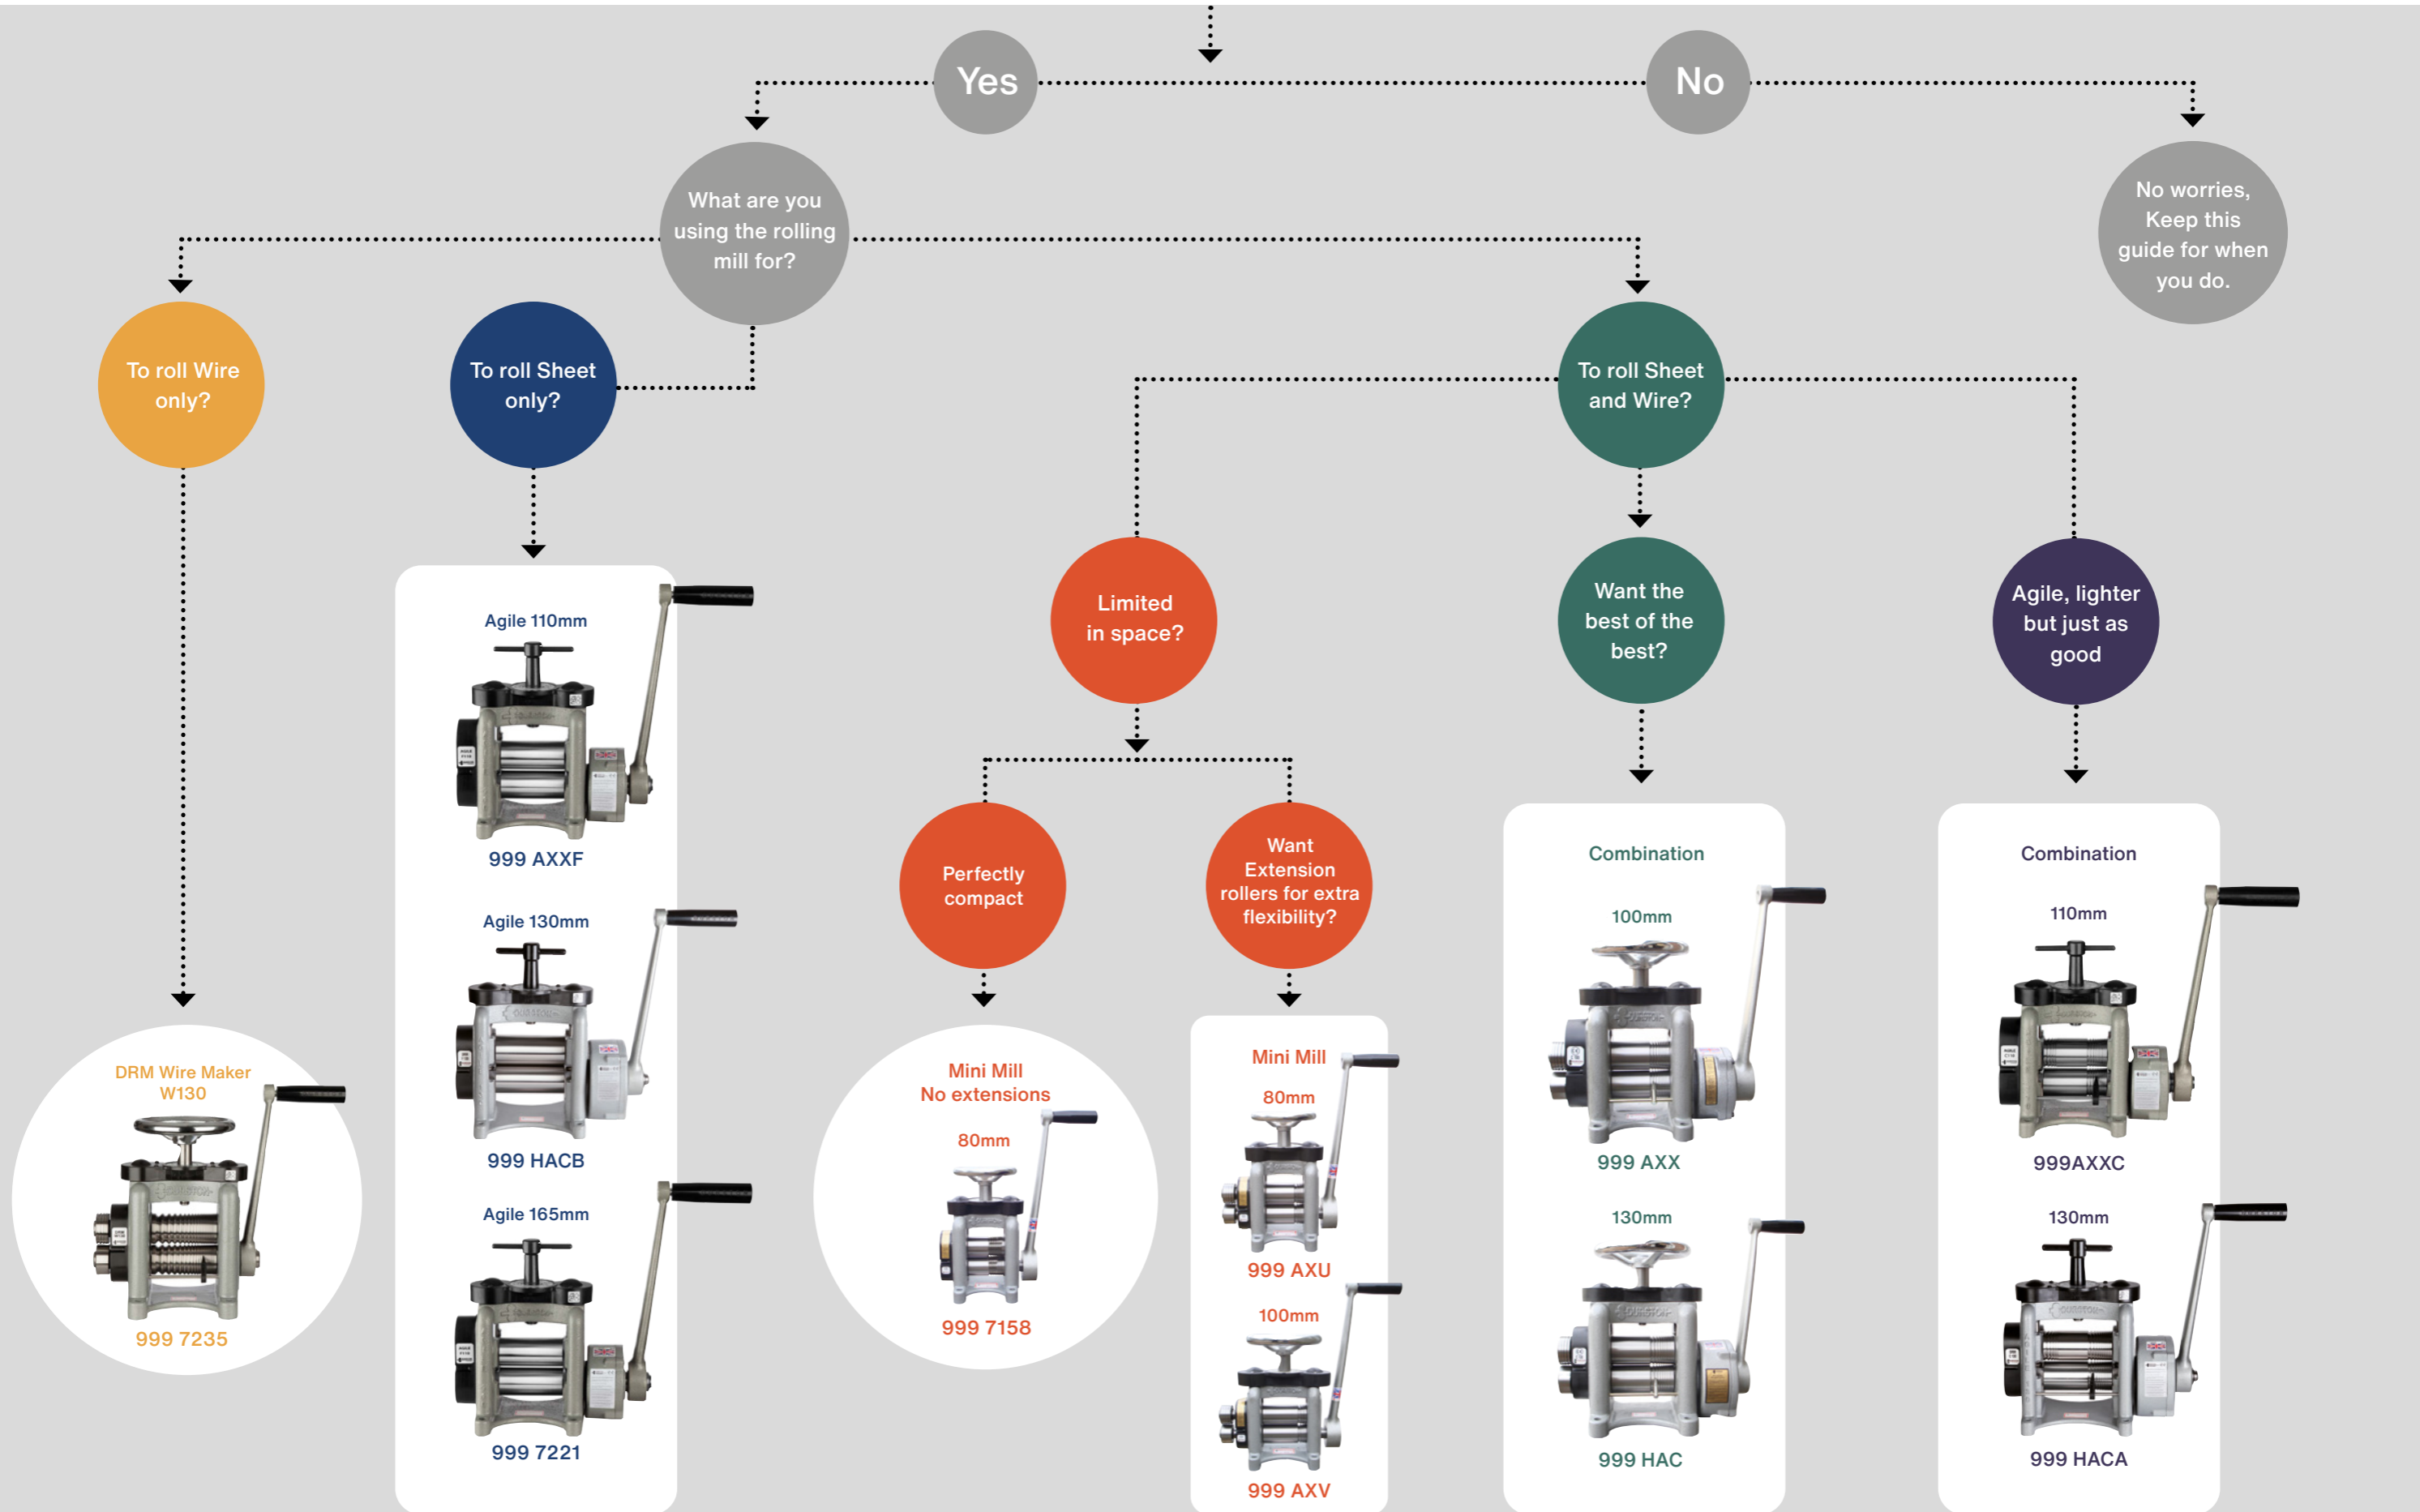 Yes
No
What are you
using the rolling
mill for?
No worries,
Keep this
guide for when
you do.
To roll Wire
only?
To roll Sheet
only?
To roll Sheet
and Wire?
Limited
in space?
Want the
best of the
best?
Agile, lighter
but just as
good
Perfectly
compact
Want
Extension
rollers for extra
flexibility?
DRM Wire Maker
W130
999 7235
Agile 110mm
999 AXXF
Agile 130mm
999 HACB
Agile 165mm
999 7221
Mini Mill
No extensions
80mm
999 7158
Mini Mill
80mm
999 AXU
100mm
999 AXV
Combination
100mm
999 AXX
130mm
DURSTON
999 HAC
Combination
110mm
999AXXC
130mm
DURSTON
999 HACA